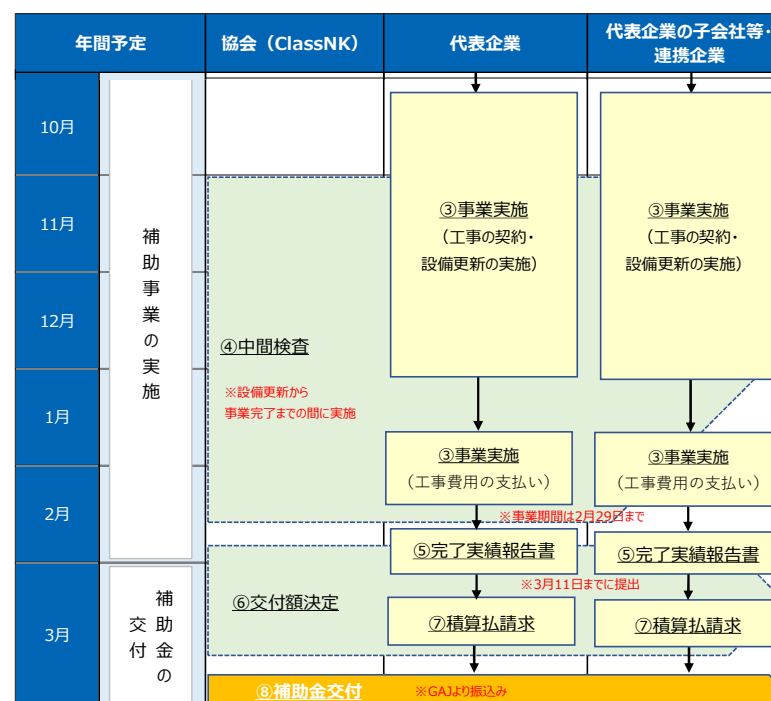 年間予定
協会（ClassNK）
代表企業
代表企業の子会社等・
連携企業
10月
11月
12月
1月
2月
3月
補助事業の実施
補助金の
交付
③事業実施
（工事の契約・
設備更新の実施）
③事業実施
（工事の契約・
設備更新の実施）
④中間検査
※設備更新から
事業完了までの間に実施
③事業実施
（工事費用の支払い）
③事業実施
（工事費用の支払い）
※事業期間は2月29日まで
⑤完了実績報告書
⑤完了実績報告書
※3月11日までに提出
⑥交付額決定
⑦積算払請求
⑦積算払請求
⑧補助金交付
※GAJより振込み